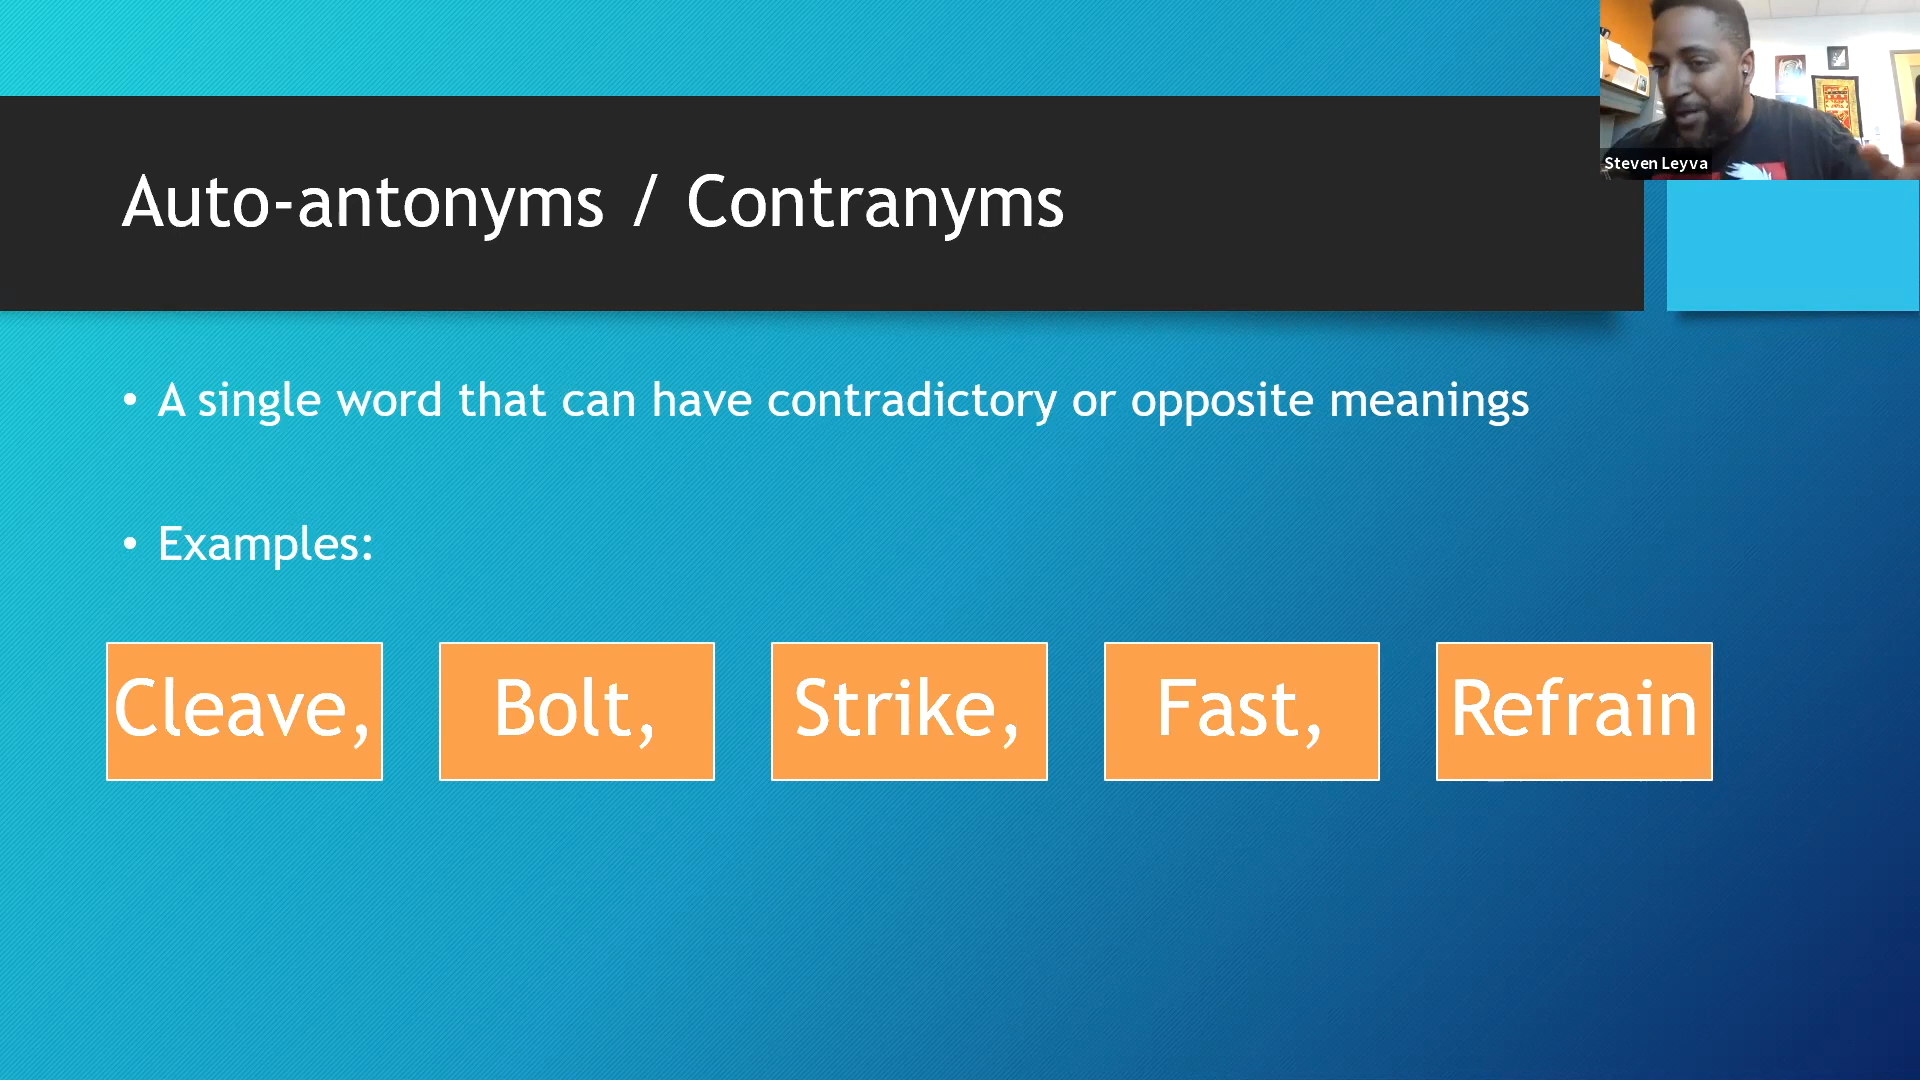 Steven Leyva
Auto-antonyms / Contranyms
• A single word that can have contradictory or opposite meanings
• Examples:
Cleave, Bolt, Strike, Fast, Refrain